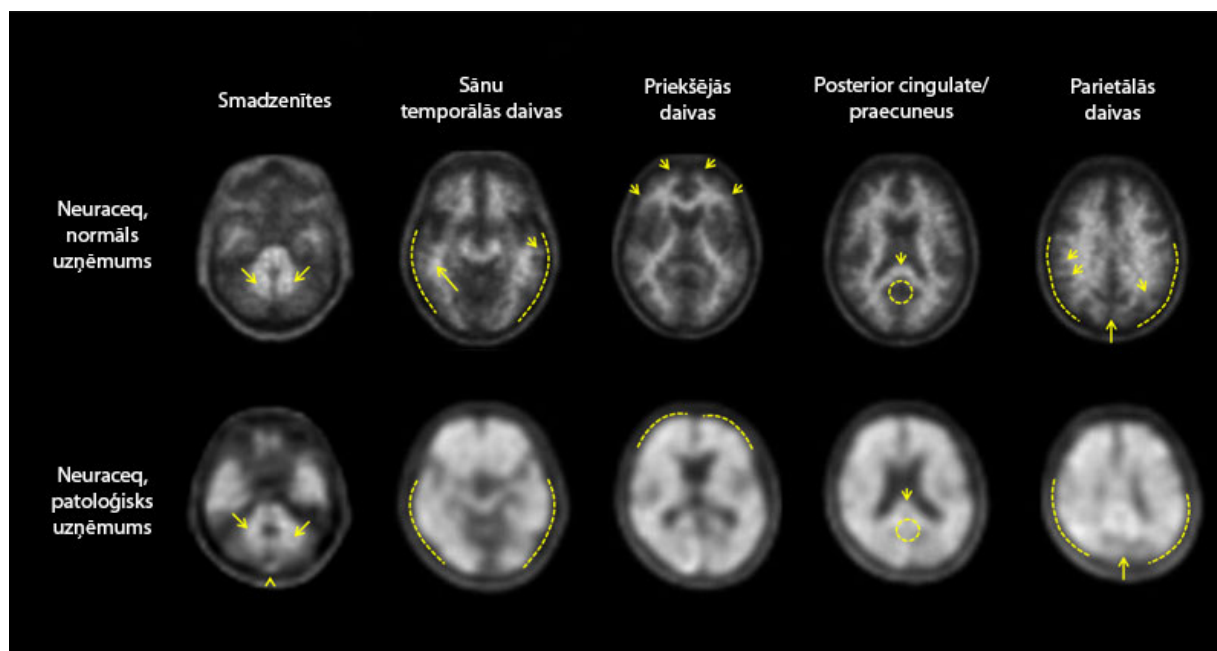 Smadzenītes
Sānu
temporālās daivas
Priekšējās
daivas
Posterior cingulate/
praecuneus
Parietālās
daivas
Neuraceq,
normāls
uzņēmums
Neuraceq,
patoloģisks
uzņēmums